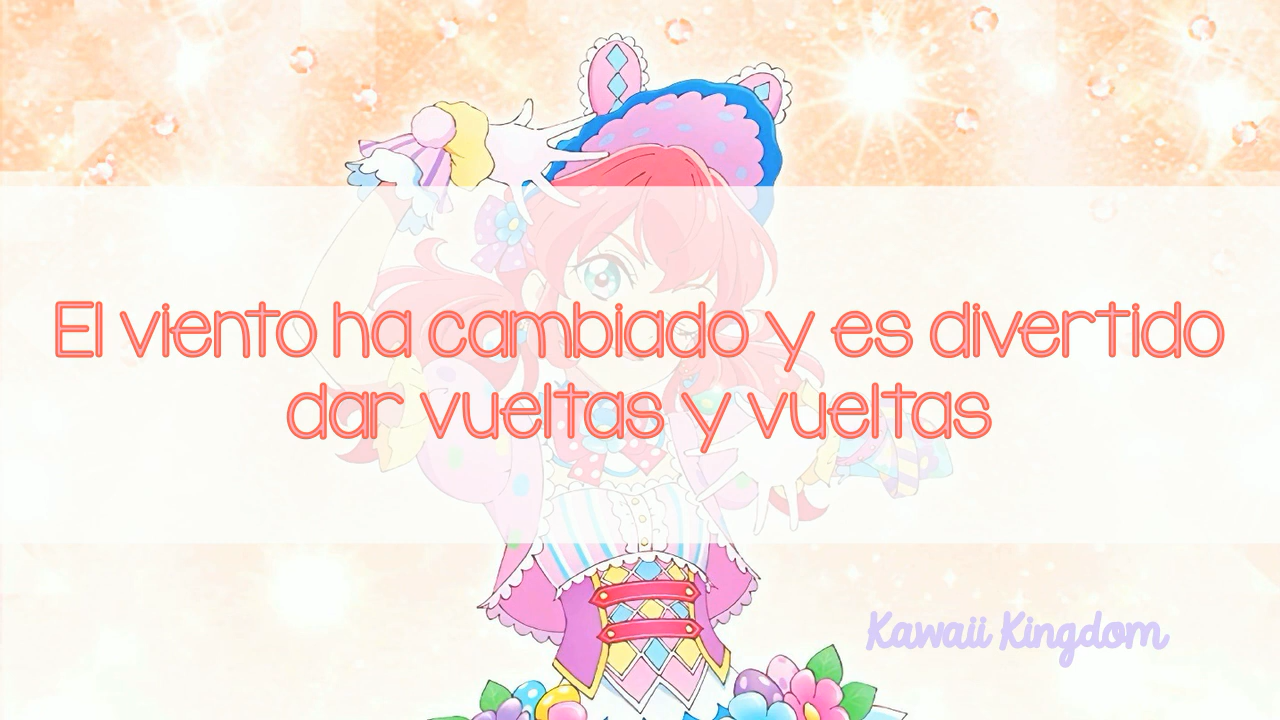 El viento ha cambiado y es divertido
dar vueltas y vueltas
Kawaii Kingdom